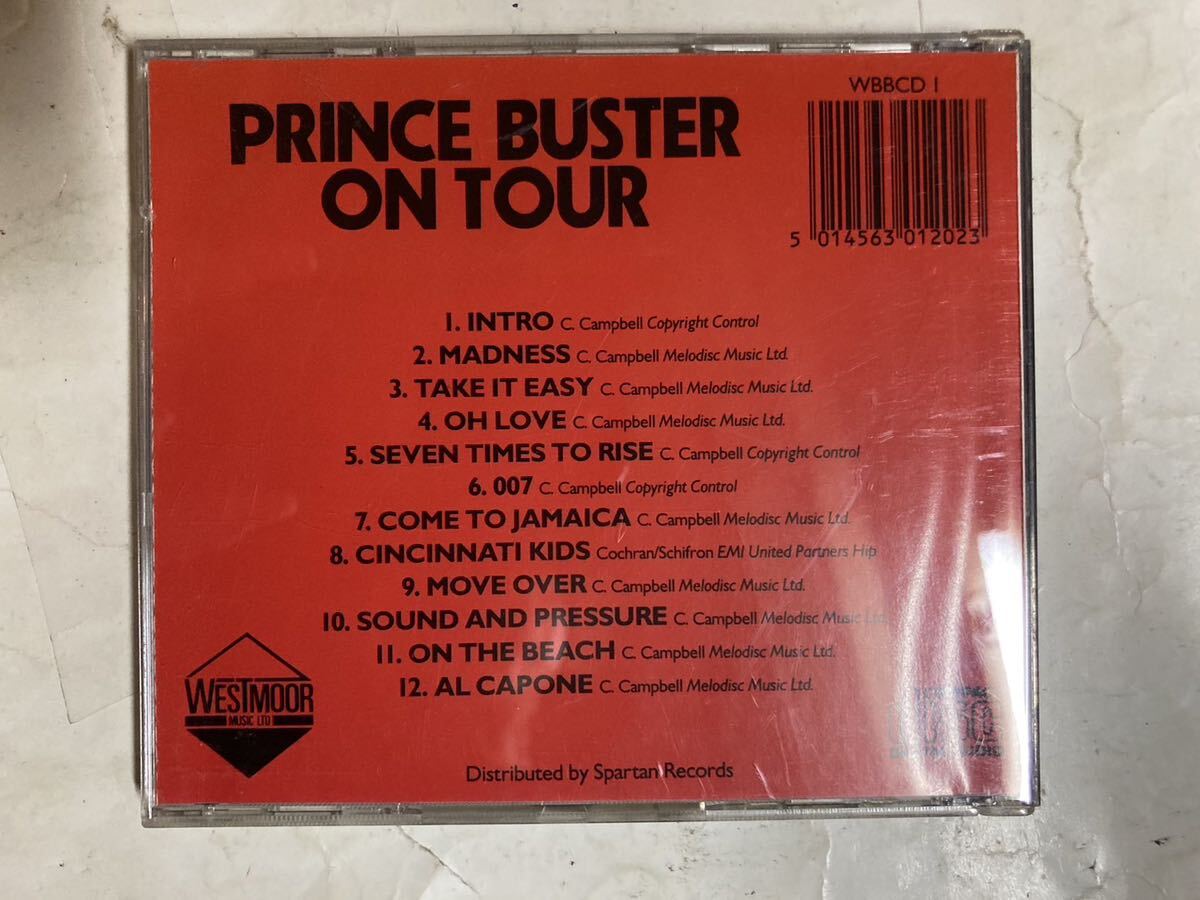 WBBCD 1
PRINCE BUSTER
ON TOUR
5 014563 012023
1. INTRO C. Campbell Copyright Control
2. MADNESS C. Campbell Melodisc Music Ltd.
3. TAKE IT EASY C. Campbell Melodisc Music Ltd.
4. OH LOVE C. Campbell Melodisc Music Ltd.
5. SEVEN TIMES TO RISE C. Campbell Copyright Control
6. 007 C. Campbell Copyright Control
7. COME TO JAMAICA C. Campbell Melodisc Music Ltd.
8. CINCINNATI KIDS Cochran/Schifron EMI United Partners Hip
9. MOVE OVER C. Campbell Melodisc Music Ltd.
10. SOUND AND PRESSURE C. Campbell Melodisc Music Ltd.
11. ON THE BEACH C. Campbell Melodisc Music Ltd.
12. AL CAPONE C. Campbell Melodisc Music Ltd.
WESTMOOR
MUSIC LTD
Distributed by Spartan Records